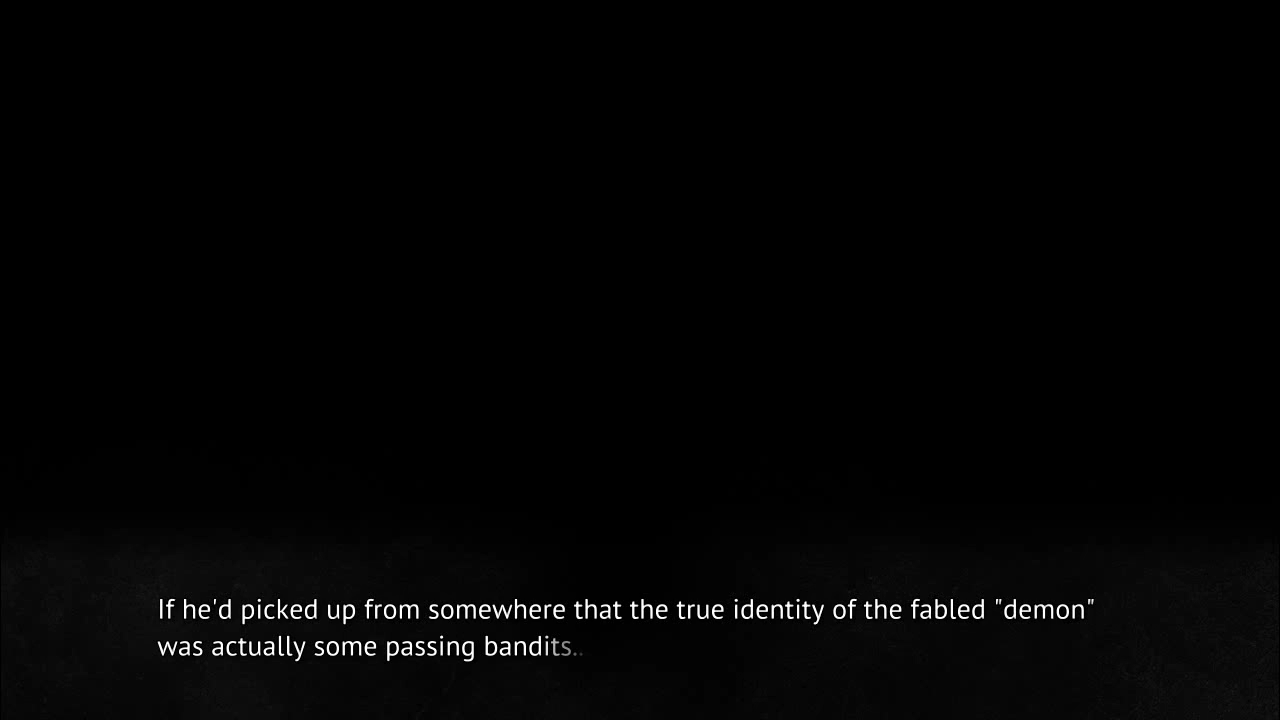 If he'd picked up from somewhere that the true identity of the fabled "demon"
was actually some passing bandits..